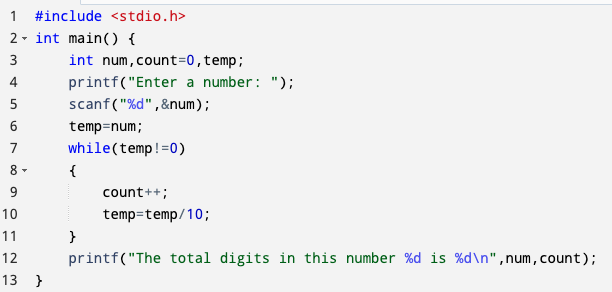 1 #include <stdio.h>
2 int main() {
3     int num,count=0,temp;
4     printf("Enter a number: ");
5     scanf("%d",&num);
6     temp=num;
7     while(temp!=0)
8     {
9         count++;
10         temp=temp/10;
11     }
12     printf("The total digits in this number %d is %d\n",num,count);
13 }